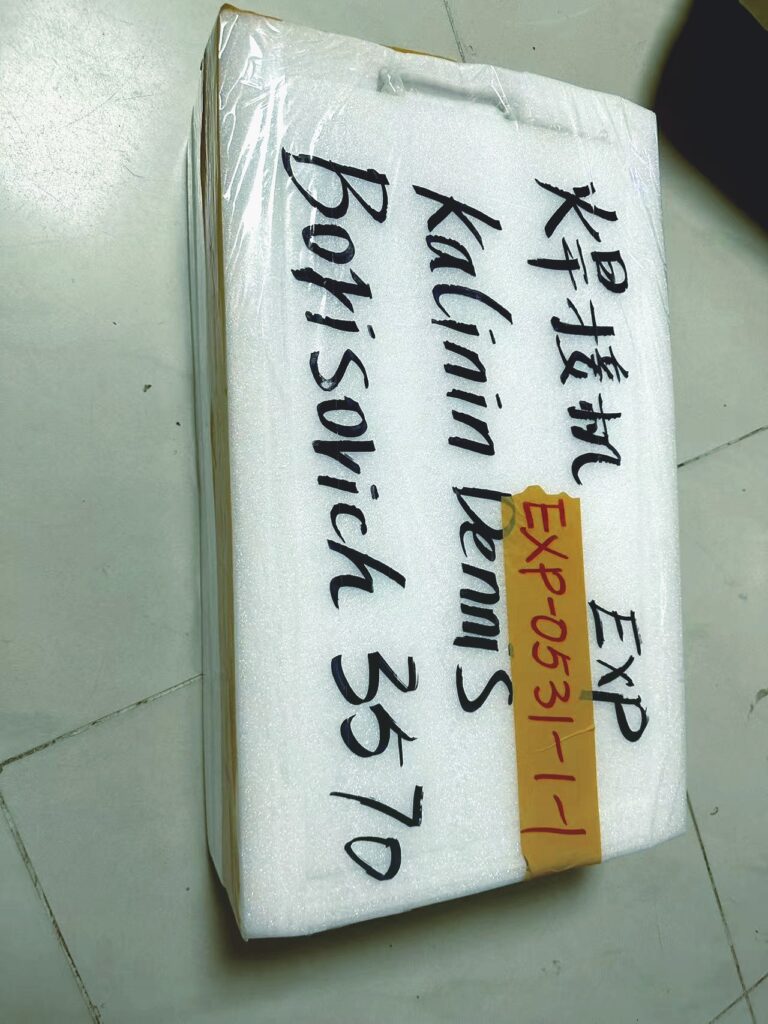 焊接机 EXP
EXP-0531-1-1
Kalinin Dennis
Borisovich 3570